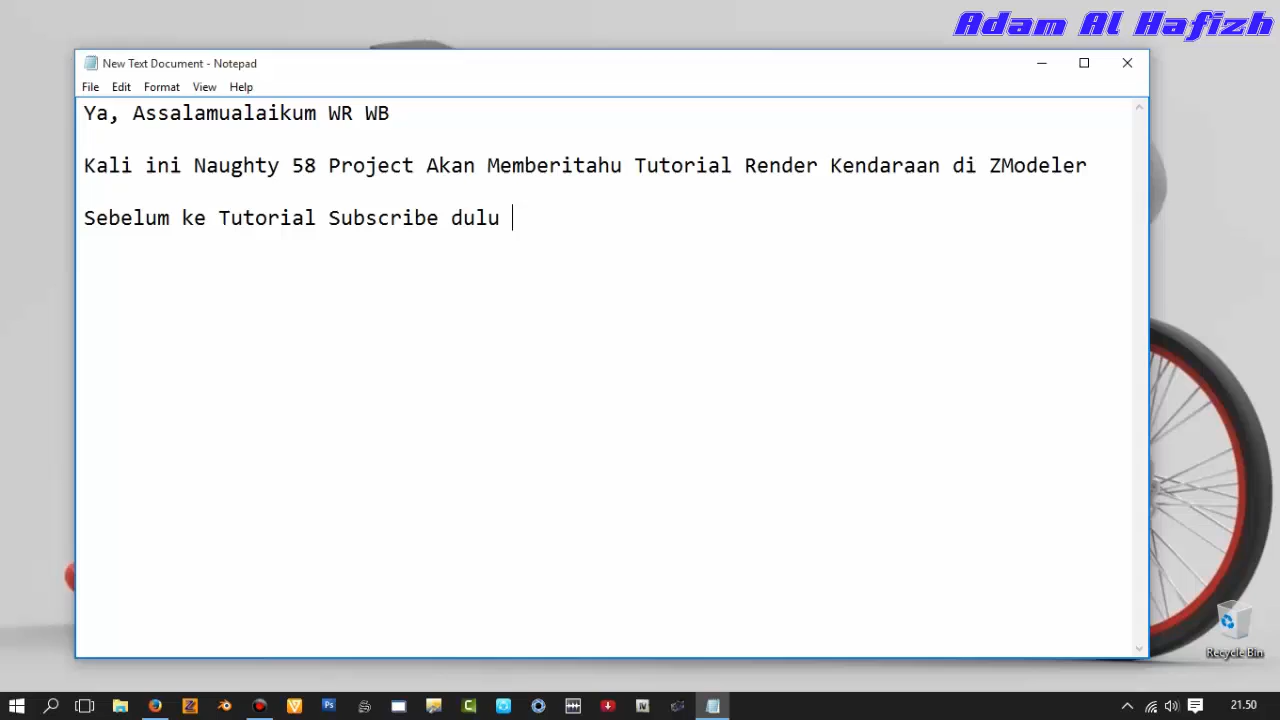 Adam Al Hafizh
New Text Document - Notepad
File Edit Format View Help
Ya, Assalamualaikum WR WB
Kali ini Naughty 58 Project Akan Memberitahu Tutorial Render Kendaraan di ZModeler
Sebelum ke Tutorial Subscribe dulu
Recycle Bin
21.50